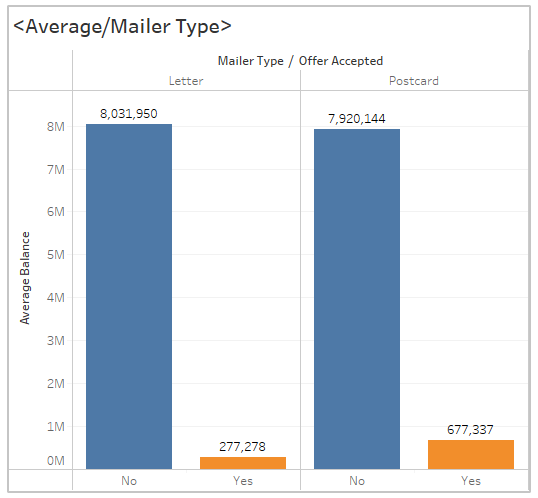 <Average/Mailer Type>
Mailer Type / Offer Accepted
Letter Postcard
8,031,950
7,920,144
8M
7M
6M
5M
4M
3M
2M
1M
0M
Average Balance
277,278
677,337
No Yes No Yes